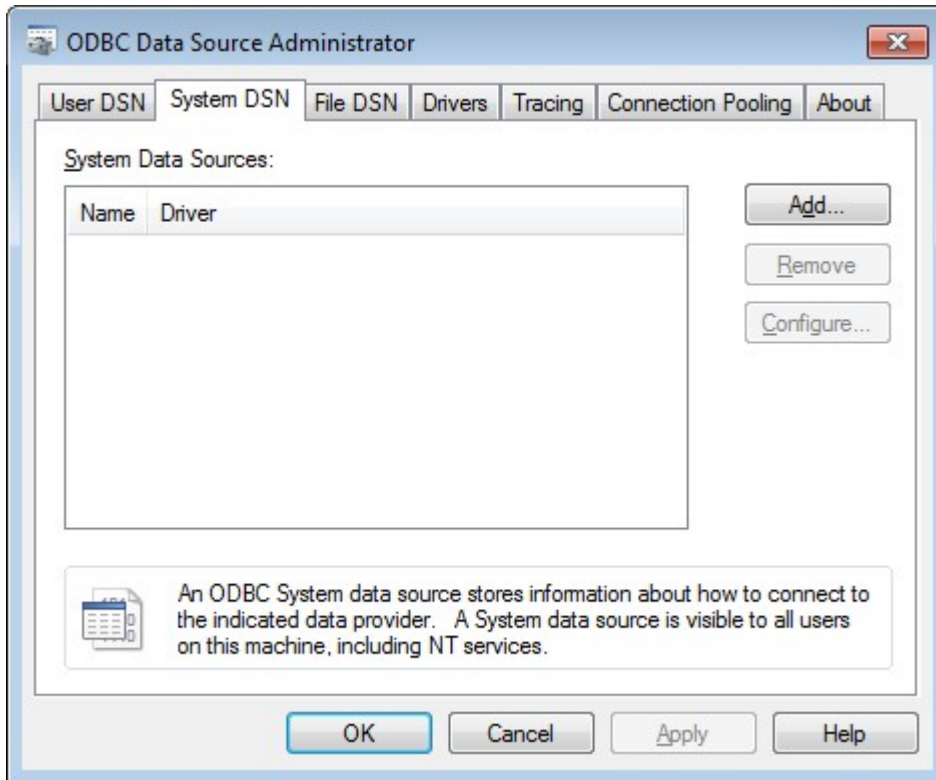 ODBC Data Source Administrator
User DSN System DSN File DSN Drivers Tracing Connection Pooling About
System Data Sources:
Name Driver
Add...
Remove
Configure...
An ODBC System data source stores information about how to connect to
the indicated data provider. A System data source is visible to all users
on this machine, including NT services.
OK Cancel Apply Help